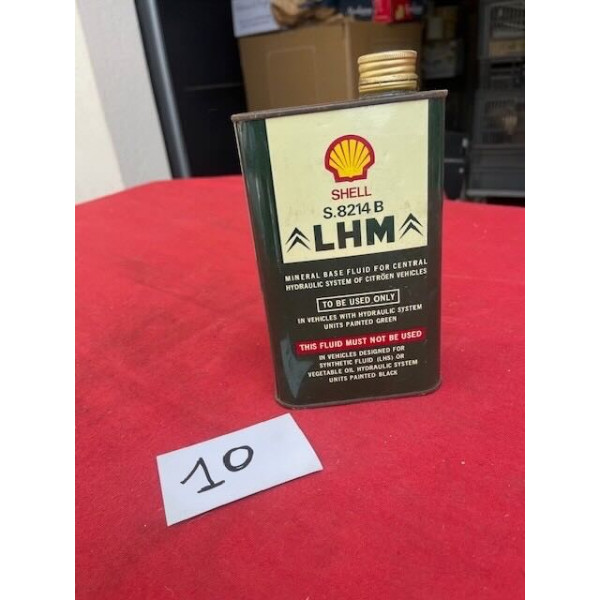 SHELL
S.8214 B
LHM
MINERAL BASE FLUID FOR CENTRAL
HYDRAULIC SYSTEM OF CITROËN VEHICLES
TO BE USED ONLY
IN VEHICLES WITH HYDRAULIC SYSTEM
UNITS PAINTED GREEN
THIS FLUID MUST NOT BE USED
IN VEHICLES DESIGNED FOR
SYNTHETIC FLUID (LHS) OR
VEGETABLE OIL HYDRAULIC SYSTEM
UNITS PAINTED BLACK
10